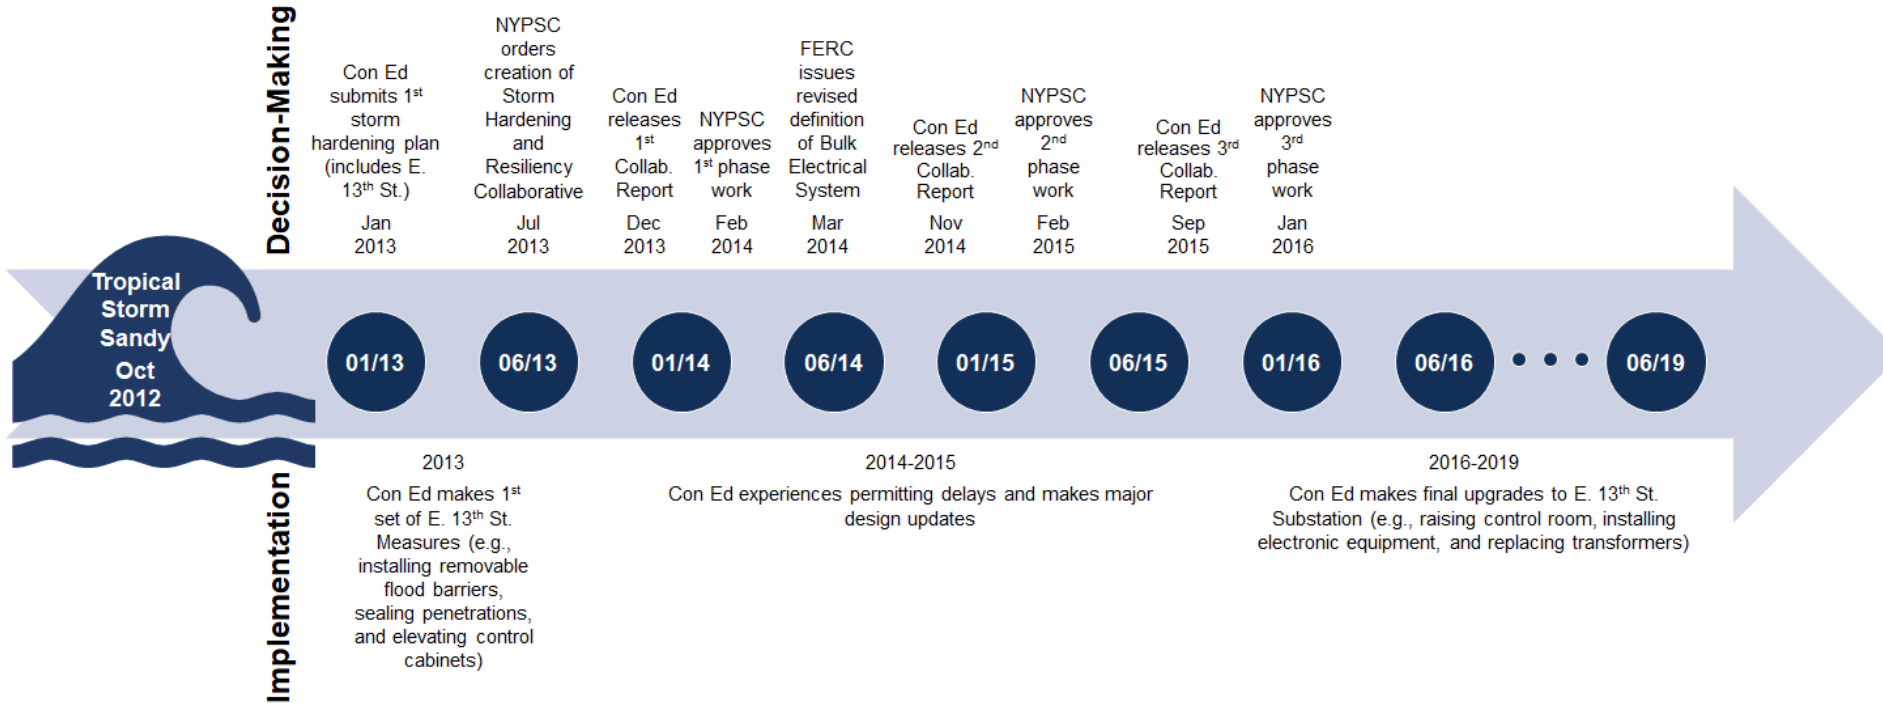 Decision-Making
Con Ed
submits 1st
storm
hardening plan
(includes E.
13th St.)
Jan
2013
NYPSC
orders
creation of
Storm
Hardening
and
Resiliency
Collaborative
Jul
2013
Con Ed
releases
1st
Collab.
Report
Dec
2013
NYPSC
approves
1st phase
work
Feb
2014
FERC
issues
revised
definition
of Bulk
Electrical
System
Mar
2014
Con Ed
releases 2nd
Collab.
Report
Nov
2014
NYPSC
approves
2nd
phase
work
Feb
2015
Con Ed
releases 3rd
Collab.
Report
Sep
2015
NYPSC
approves
3rd
phase
work
Jan
2016
Tropical
Storm
Sandy
Oct
2012
01/13
06/13
01/14
06/14
01/15
06/15
01/16
06/16
06/19
Implementation
2013
Con Ed makes 1st
set of E. 13th St.
Measures (e.g.,
installing removable
flood barriers,
sealing penetrations,
and elevating control
cabinets)
2014-2015
Con Ed experiences permitting delays and makes major
design updates
2016-2019
Con Ed makes final upgrades to E. 13th St.
Substation (e.g., raising control room, installing
electronic equipment, and replacing transformers)